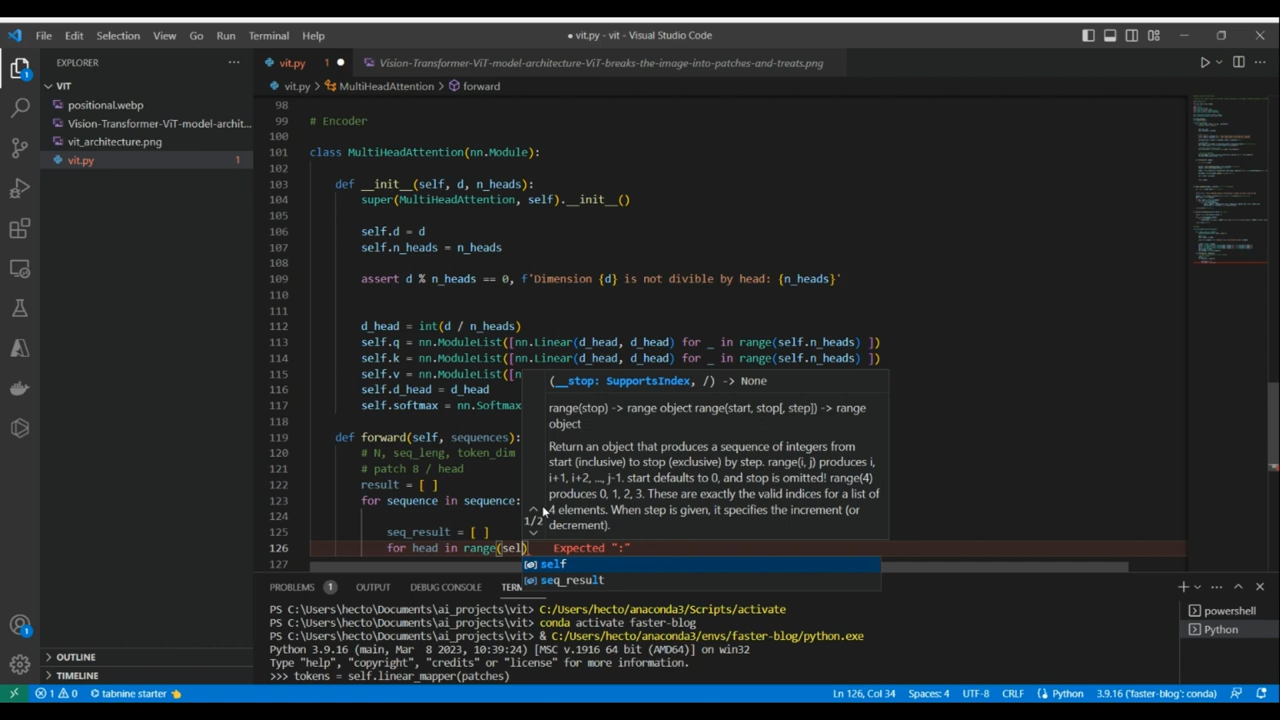 File Edit Selection View Go Run Terminal Help
● vit.py - vit - Visual Studio Code
EXPLORER
vit.py 1
Vision-Transformer-ViT-model-architecture-ViT-breaks-the-image-into-patches-and-treats.png
VIT
vit.py > MultiHeadAttention > forward
positional.webp
Vision-Transformer-ViT-model-archit...
vit_architecture.png
vit.py 1
98
99 # Encoder
100
101 class MultiHeadAttention(nn.Module):
102
103 def __init__(self, d, n_heads):
104 super(MultiHeadAttention, self).__init__()
105
106 self.d = d
107 self.n_heads = n_heads
108
109 assert d % n_heads == 0, f'Dimension {d} is not divible by head: {n_heads}'
110
111
112 d_head = int(d / n_heads)
113 self.q = nn.ModuleList([nn.Linear(d_head, d_head) for _ in range(self.n_heads) ])
114 self.k = nn.ModuleList([nn.Linear(d_head, d_head) for _ in range(self.n_heads) ])
115 self.v = nn.ModuleList([n
116 self.d_head = d_head
117 self.softmax = nn.Softmax
118
119 def forward(self, sequences):
120 # N, seq_leng, token_dim
121 # patch 8 / head
122 result = [ ]
123 for sequence in sequence:
124
125 seq_result = [ ]
126 for head in range(sel) Expected ":"
127
(__stop: SupportsIndex, /) -> None
range(stop) -> range object range(start, stop[, step]) -> range
object
Return an object that produces a sequence of integers from
start (inclusive) to stop (exclusive) by step. range(i, j) produces i,
i+1, i+2, ..., j-1. start defaults to 0, and stop is omitted! range(4)
produces 0, 1, 2, 3. These are exactly the valid indices for a list of
4 elements. When step is given, it specifies the increment (or
decrement).
1/2
self
seq_result
PROBLEMS 1 OUTPUT DEBUG CONSOLE TERM
PS C:\Users\hecto\Documents\ai_projects\vit> C:/Users/hecto/anaconda3/Scripts/activate
PS C:\Users\hecto\Documents\ai_projects\vit> conda activate faster-blog
PS C:\Users\hecto\Documents\ai_projects\vit> & C:/Users/hecto/anaconda3/envs/faster-blog/python.exe
Python 3.9.16 (main, Mar  8 2023, 10:39:24) [MSC v.1916 64 bit (AMD64)] on win32
Type "help", "copyright", "credits" or "license" for more information.
>>> tokens = self.linear_mapper(patches)
powershell
Python
OUTLINE
TIMELINE
1 0 tabnine starter
Ln 126, Col 34 Spaces: 4 UTF-8 CRLF Python 3.9.16 ('faster-blog': conda)